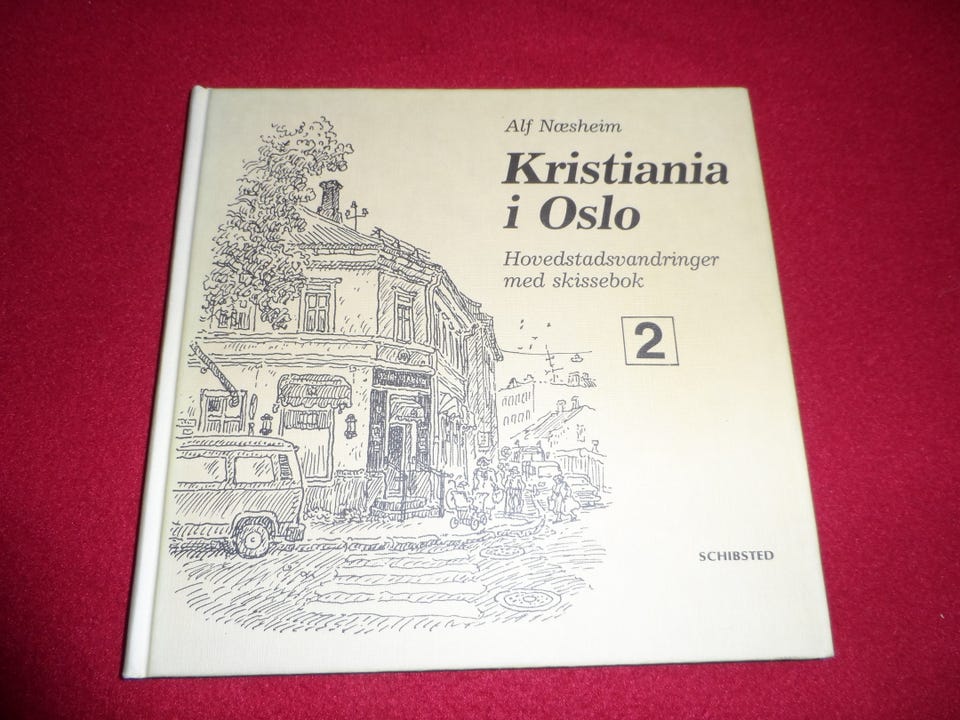 Alf Næsheim
Kristiania
i Oslo
Hovedstadsvandringer
med skissebok
2
SCHIBSTED